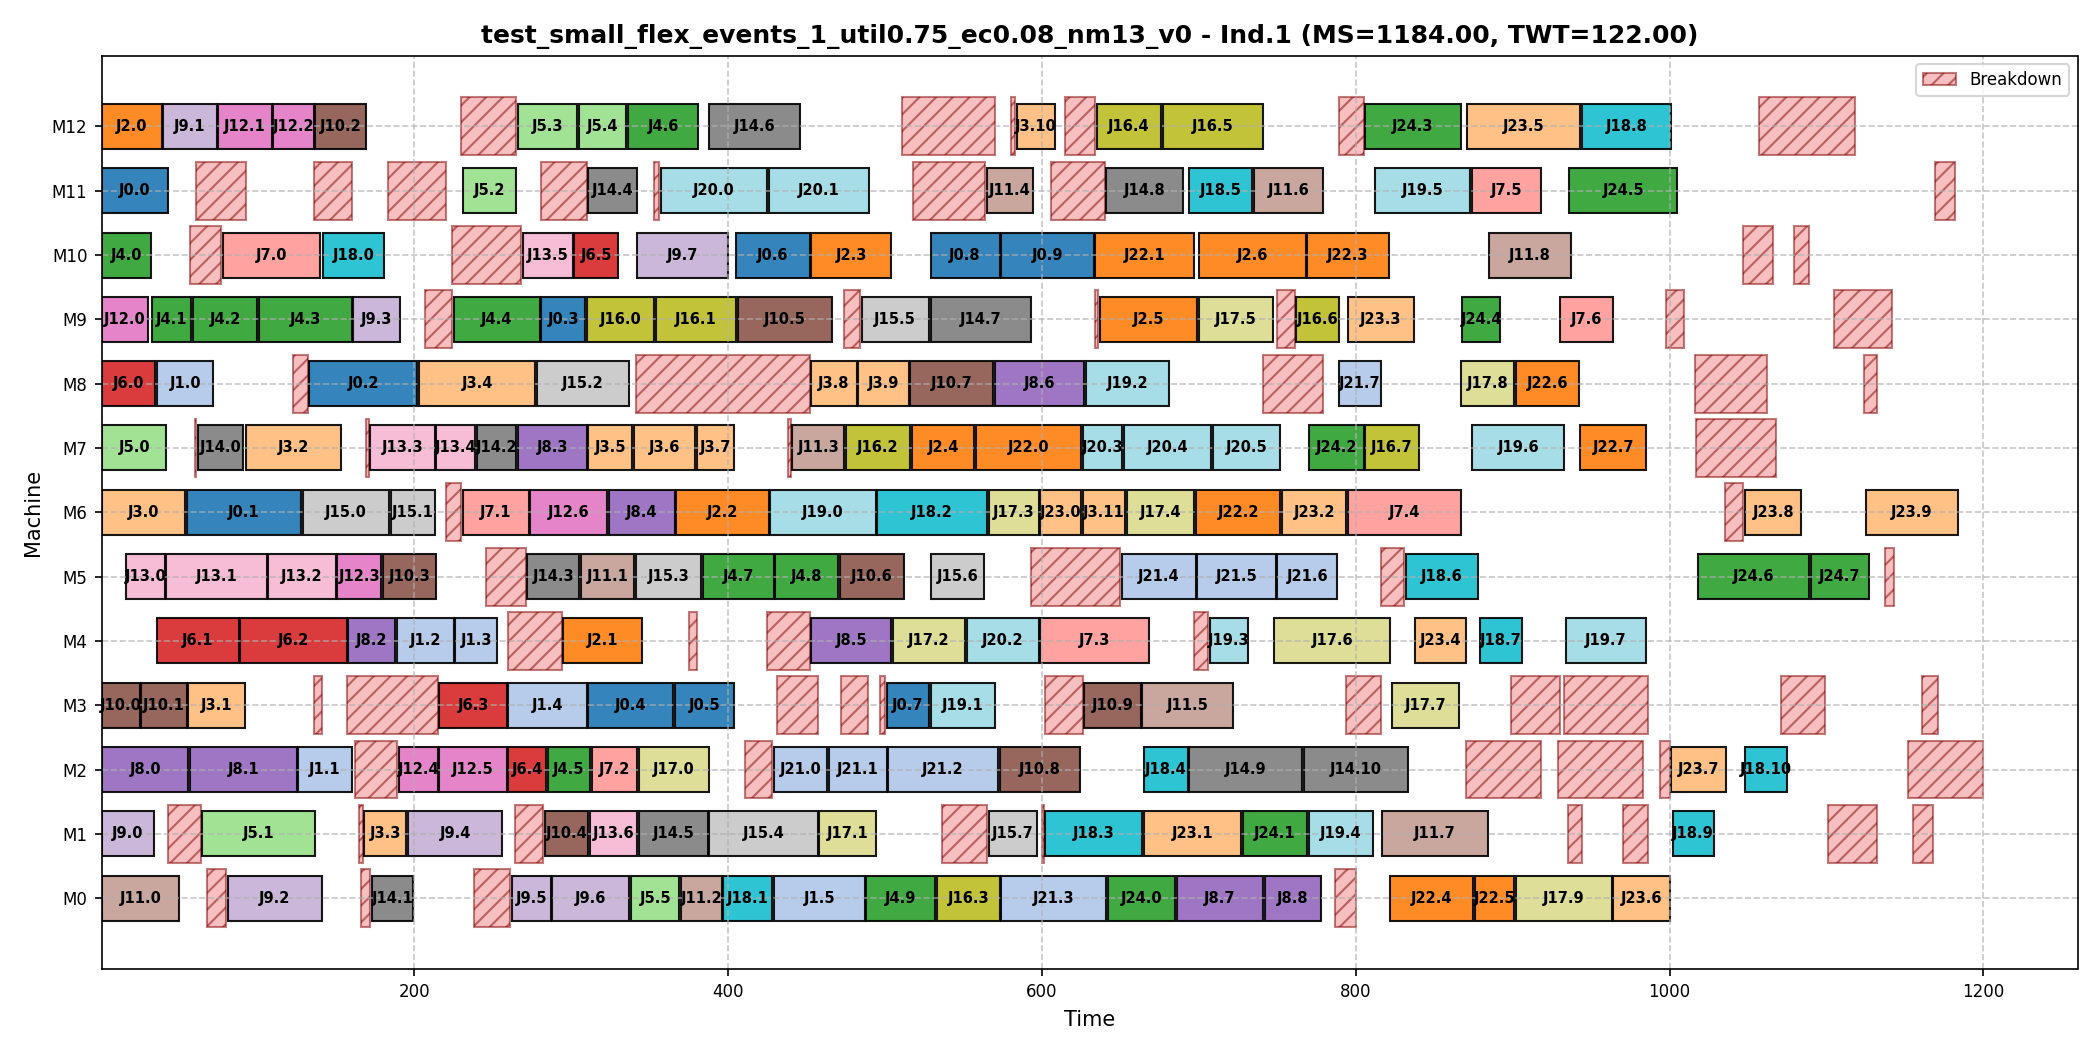 test_small_flex_events_1_util0.75_ec0.08_nm13_v0 - Ind.1 (MS=1184.00, TWT=122.00)
Breakdown
M12 J2.0 J9.1 J12.1 J12.2 J10.2 J5.3 J5.4 J4.6 J14.6 J3.10 J16.4 J16.5 J24.3 J23.5 J18.8
M11 J0.0 J5.2 J14.4 J20.0 J20.1 J11.4 J14.8 J18.5 J11.6 J19.5 J7.5 J24.5
M10 J4.0 J7.0 J18.0 J13.5 J6.5 J9.7 J0.6 J2.3 J0.8 J0.9 J22.1 J2.6 J22.3 J11.8
M9 J12.0 J4.1 J4.2 J4.3 J9.3 J4.4 J0.3 J16.0 J16.1 J10.5 J15.5 J14.7 J2.5 J17.5 J16.6 J23.3 J24.4 J7.6
M8 J6.0 J1.0 J0.2 J3.4 J15.2 J3.8 J3.9 J10.7 J8.6 J19.2 J21.7 J17.8 J22.6
M7 J5.0 J14.0 J3.2 J13.3 J13.4 J14.2 J8.3 J3.5 J3.6 J3.7 J11.3 J16.2 J2.4 J22.0 J20.3 J20.4 J20.5 J24.2 J16.7 J19.6 J22.7
M6 J3.0 J0.1 J15.0 J15.1 J7.1 J12.6 J8.4 J2.2 J19.0 J18.2 J17.3 J23.0 J3.11 J17.4 J22.2 J23.2 J7.4 J23.8 J23.9
M5 J13.0 J13.1 J13.2 J12.3 J10.3 J14.3 J11.1 J15.3 J4.7 J4.8 J10.6 J15.6 J21.4 J21.5 J21.6 J18.6 J24.6 J24.7
M4 J6.1 J6.2 J8.2 J1.2 J1.3 J2.1 J8.5 J17.2 J20.2 J7.3 J19.3 J17.6 J23.4 J18.7 J19.7
M3 J10.0 J10.1 J3.1 J6.3 J1.4 J0.4 J0.5 J0.7 J19.1 J10.9 J11.5 J17.7
M2 J8.0 J8.1 J1.1 J12.4 J12.5 J6.4 J4.5 J7.2 J17.0 J21.0 J21.1 J21.2 J10.8 J18.4 J14.9 J14.10 J23.7 J18.10
M1 J9.0 J5.1 J3.3 J9.4 J10.4 J13.6 J14.5 J15.4 J17.1 J15.7 J18.3 J23.1 J24.1 J19.4 J11.7 J18.9
M0 J11.0 J9.2 J14.1 J9.5 J9.6 J5.5 J11.2 J18.1 J1.5 J4.9 J16.3 J21.3 J24.0 J8.7 J8.8 J22.4 J22.5 J17.9 J23.6
200 400 600 800 1000 1200
Time
Machine